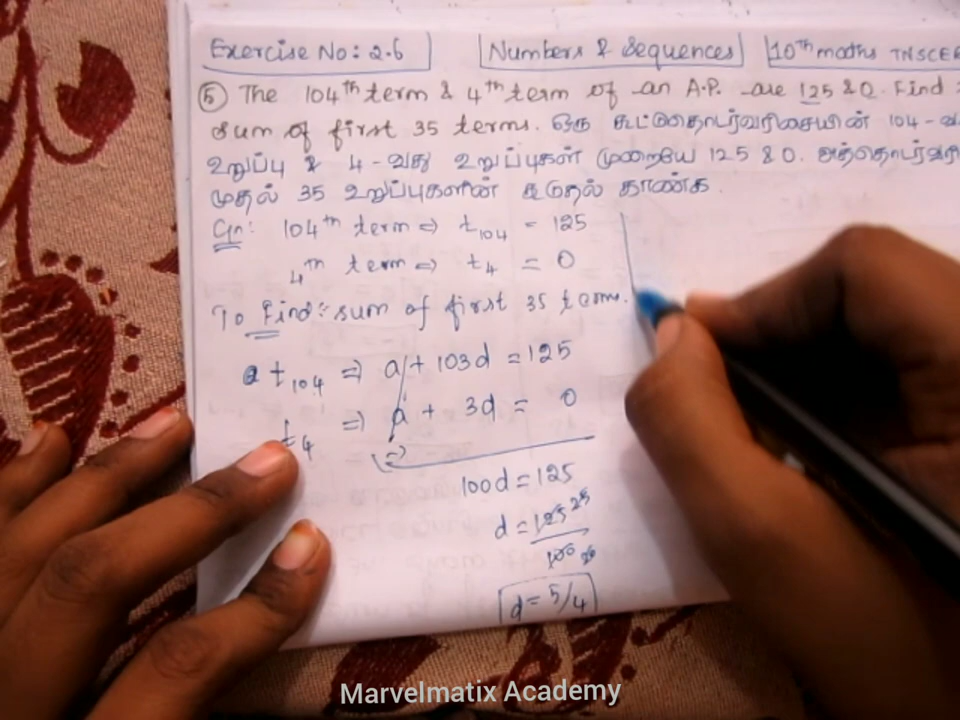 Exercise No: 2.6 Numbers & Sequences 10th maths TNSCER
⑤ The 104th term & 4th term of an A.P. are 125 & 0. Find
sum of first 35 terms. ஒரு கூட்டுத்தொடர்வரிசையின் 104-வ
உறுப்பு & 4-வது உறுப்புகள் முறையே 125 & 0. அத்தொடர்வரி
முதல் 35 உறுப்புகளின் கூடுதல் காண்க.
Gn: 104th term ⇒ t₁₀₄ = 125
4th term ⇒ t₄ = 0
To Find: sum of first 35 terms.
t₁₀₄ ⇒ a + 103d = 125
t₄ ⇒ a + 3d = 0
100d = 125
d = 125 25
100 20
d = 5/4
Marvelmatix Academy